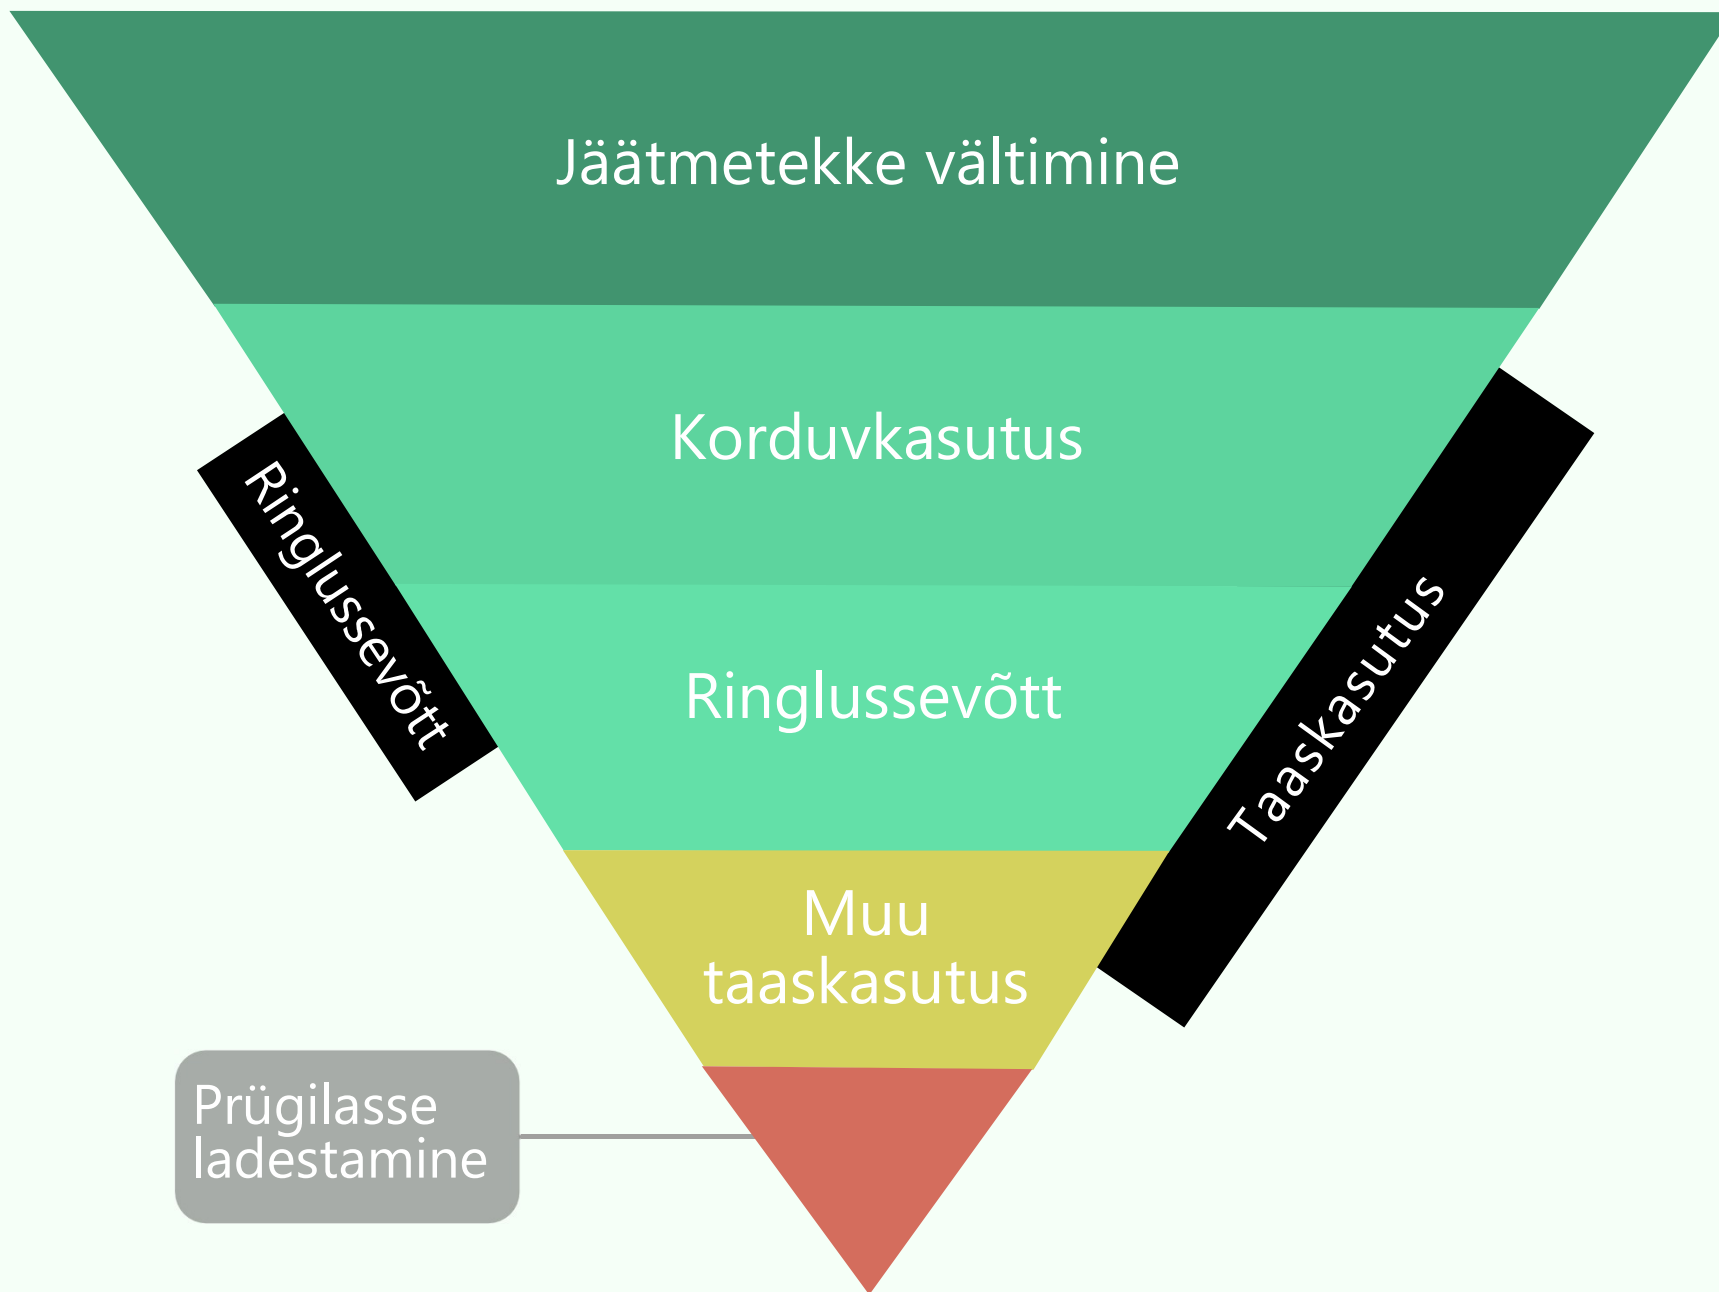 Jäätmetekke vältimine
Korduvkasutus
Ringlussevõtt
Ringlussevõtt
Taaskasutus
Muu
taaskasutus
Prügilasse
ladestamine